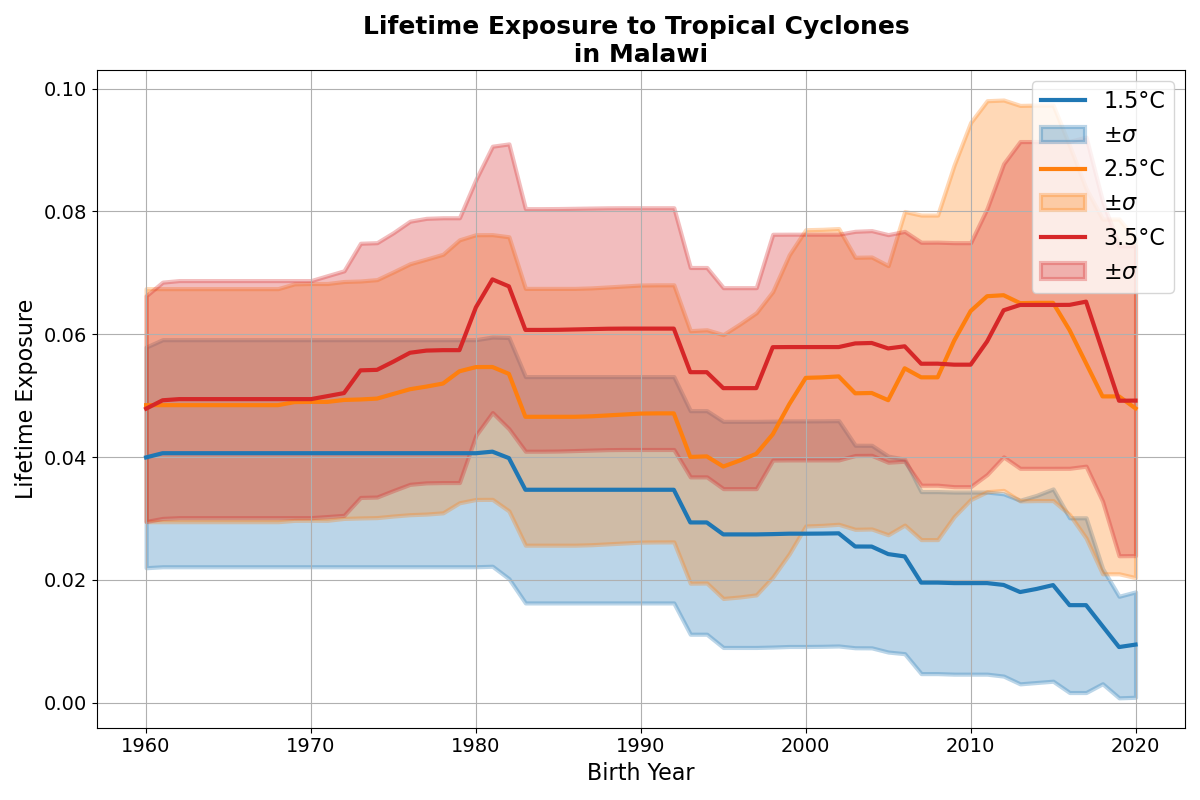 Lifetime Exposure to Tropical Cyclones
in Malawi
Lifetime Exposure
0.10
0.08
0.06
0.04
0.02
0.00
1960
1970
1980
1990
2000
2010
2020
Birth Year
1.5°C
±σ
2.5°C
±σ
3.5°C
±σ